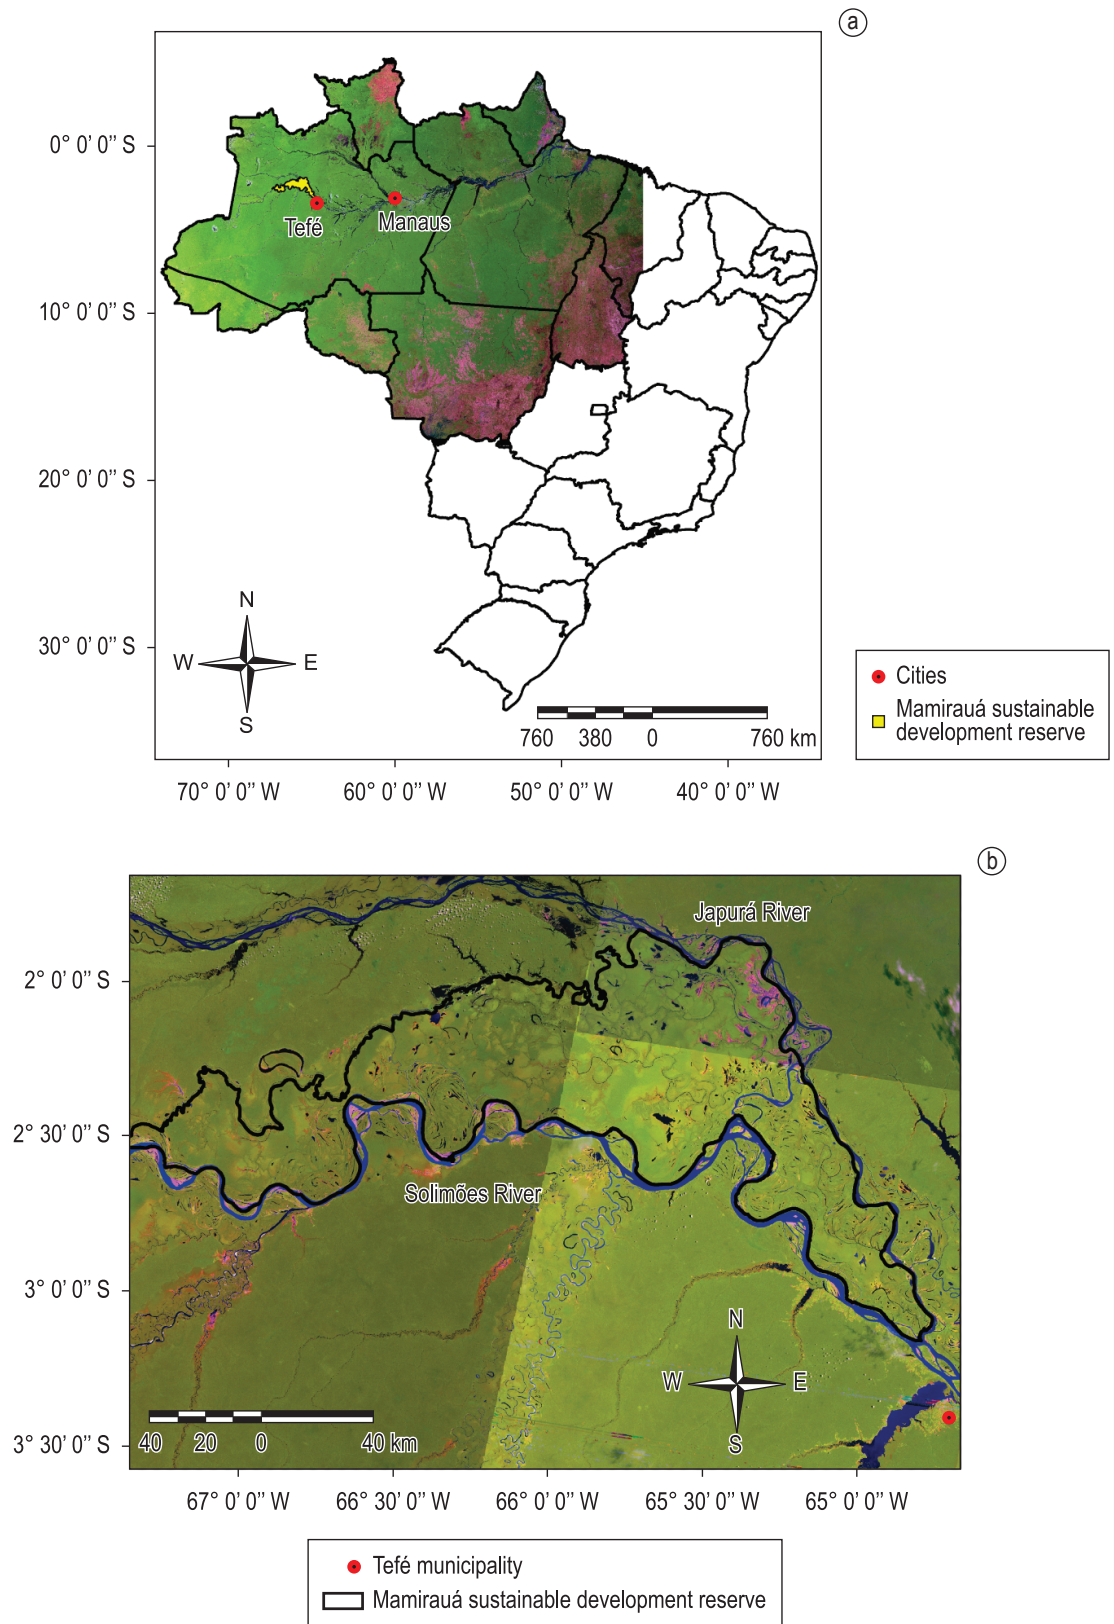 a
0° 0' 0'' S
10° 0' 0'' S
20° 0' 0'' S
30° 0' 0'' S
Tefé
Manaus
N
W E
S
760 380 0 760 km
70° 0' 0'' W 60° 0' 0'' W 50° 0' 0'' W 40° 0' 0'' W
Cities
Mamirauá sustainable
development reserve
b
Japurá River
2° 0' 0'' S
2° 30' 0'' S
Solimões River
3° 0' 0'' S
N
W E
S
40 20 0 40 km
3° 30' 0'' S
67° 0' 0'' W 66° 30' 0'' W 66° 0' 0'' W 65° 30' 0'' W 65° 0' 0'' W
Tefé municipality
Mamirauá sustainable development reserve